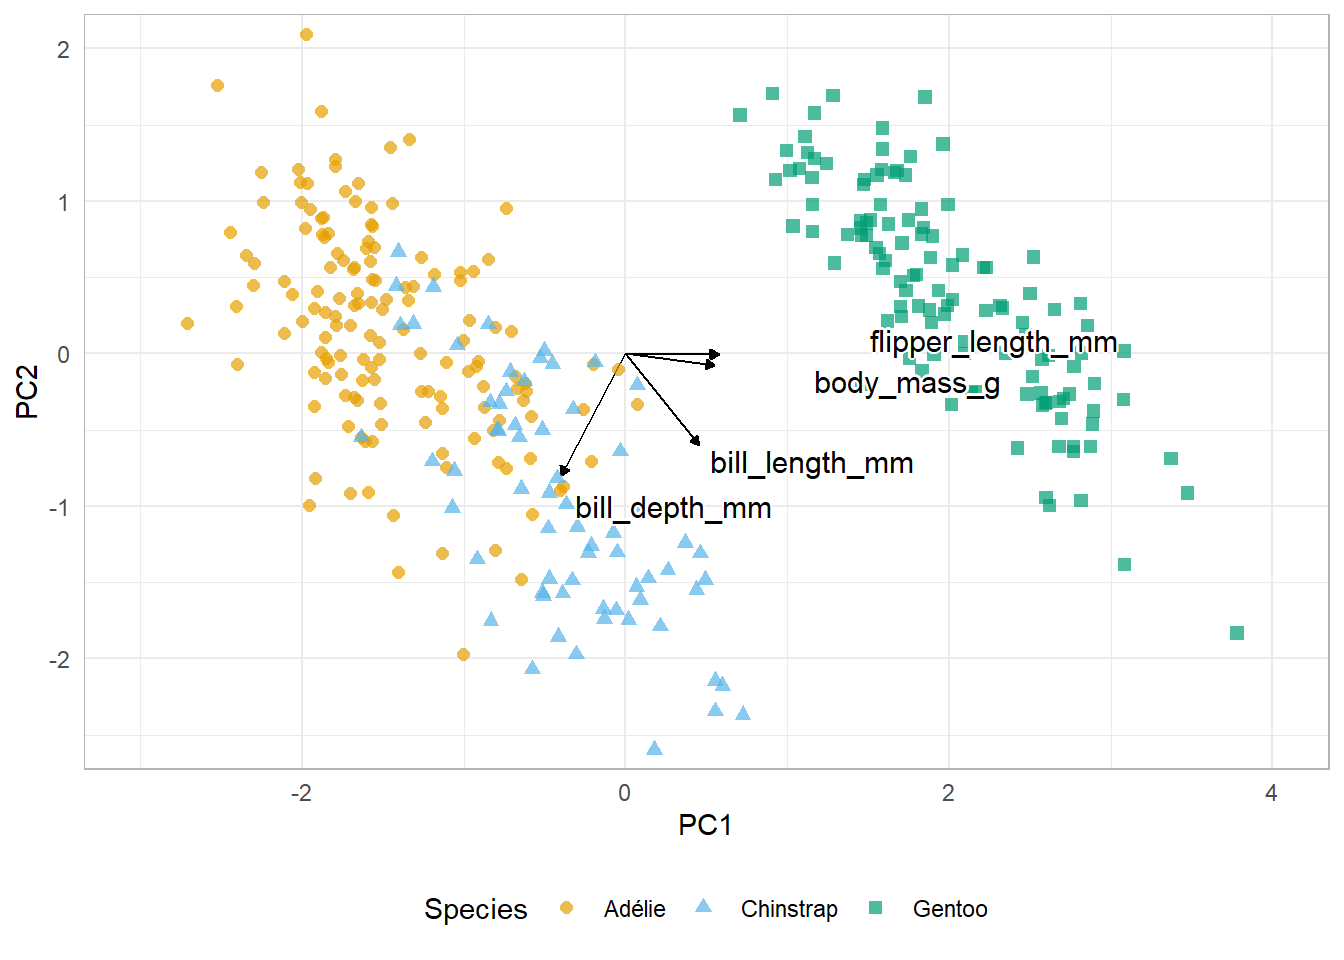 2
1
0
-1
-2
PC2
flipper_length_mm
body_mass_g
bill_length_mm
bill_depth_mm
-2 0 2 4
PC1
Species Adélie Chinstrap Gentoo